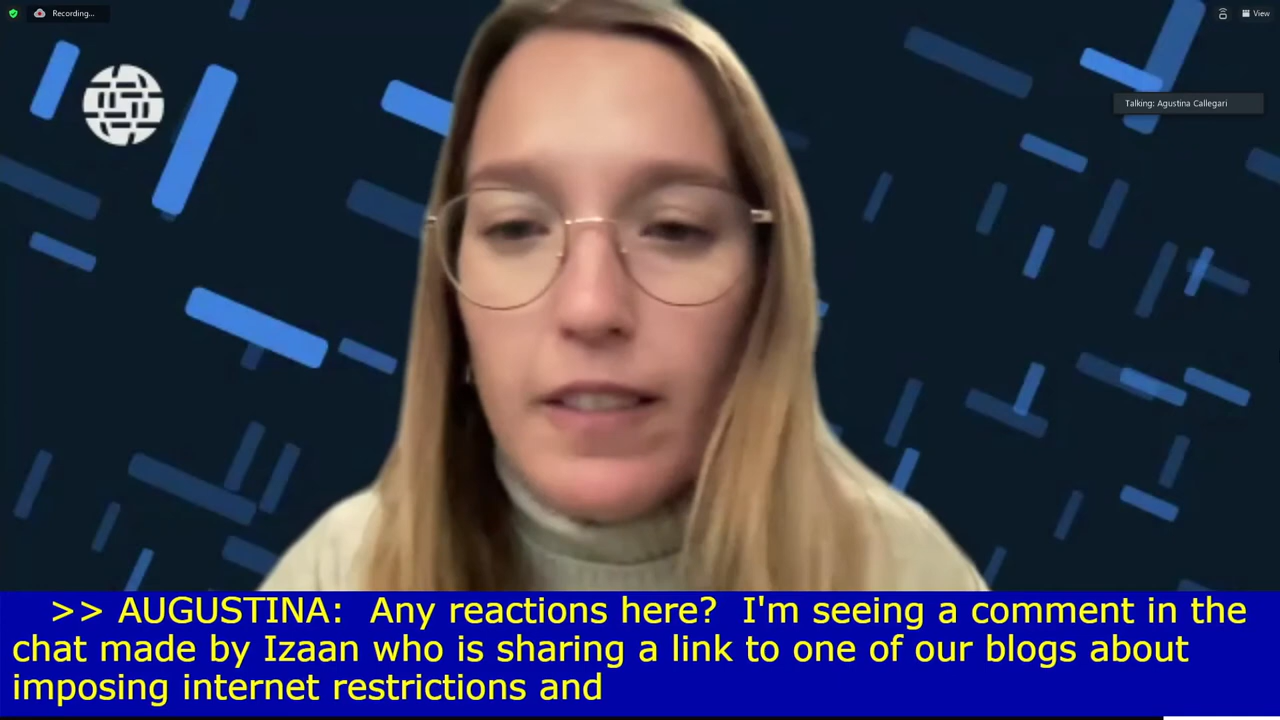 Recording...
View
Talking: Agustina Callegari
>> AUGUSTINA:  Any reactions here?  I'm seeing a comment in the
chat made by Izaan who is sharing a link to one of our blogs about
imposing internet restrictions and